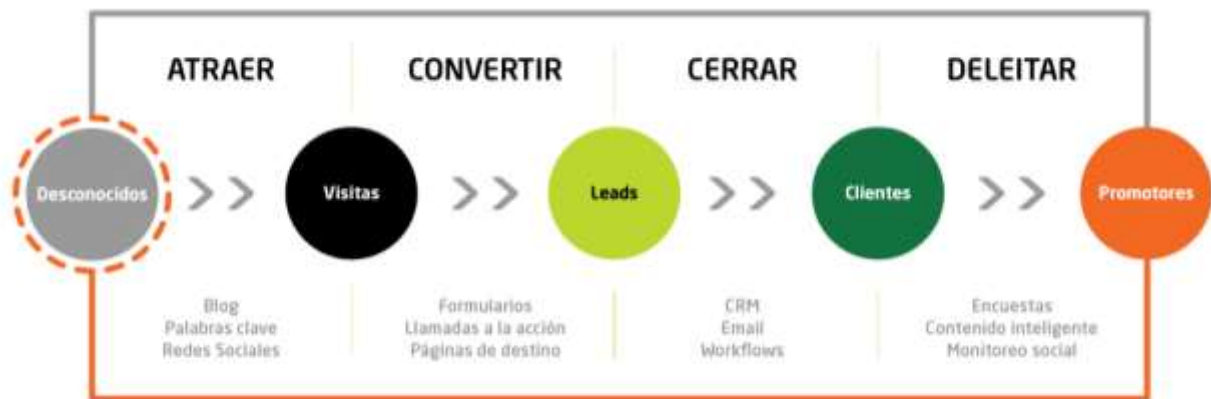 ATRAER
CONVERTIR
CERRAR
DELEITAR
Desconocidos
Visitas
Leads
Clientes
Promotores
Blog
Palabras clave
Redes Sociales
Formularios
Llamadas a la acción
Páginas de destino
CRM
Email
Workflows
Encuestas
Contenido inteligente
Monitoreo social